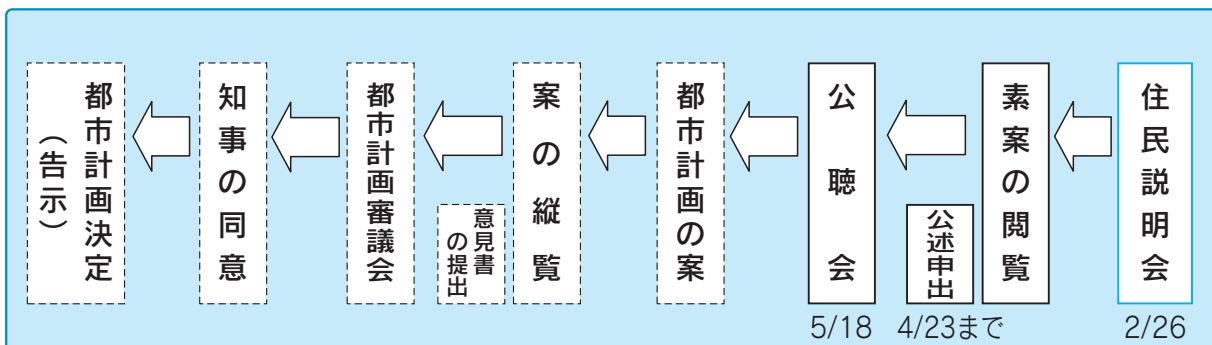 住民説明会
2/26
素案の閲覧
公述申出
4/23まで
公聴会
5/18
都市計画の案
案の縦覧
意見書
の提出
都市計画審議会
知事の同意
都市計画決定
（告示）